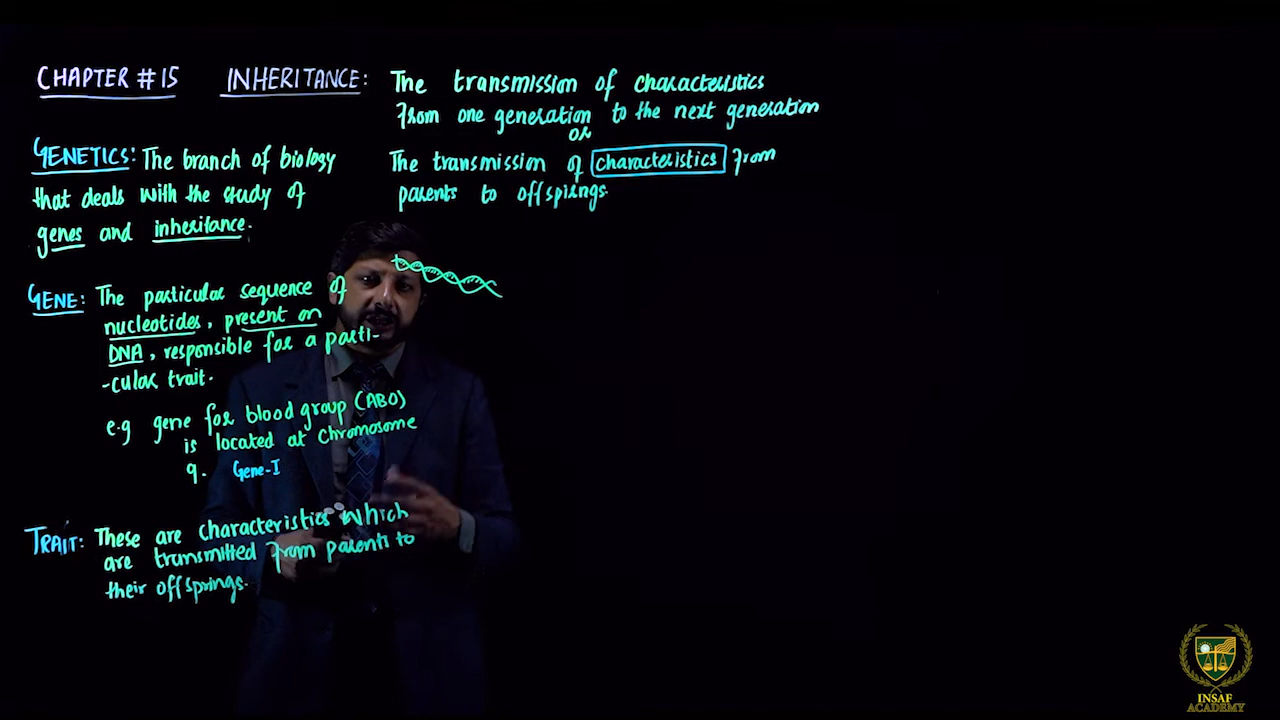 CHAPTER #15
INHERITANCE: The transmission of characteristics
from one generation to the next generation
OR
The transmission of characteristics from
parents to offsprings.
GENETICS: The branch of biology
that deals with the study of
genes and inheritance.
GENE: The particular sequence of
nucleotides, present on
DNA, responsible for a parti-
-cular trait.
e.g gene for blood group (ABO)
is located at chromosome
9. Gene-I
TRAIT: These are characteristics which
are transmitted from parents to
their offsprings.
INSAF
ACADEMY